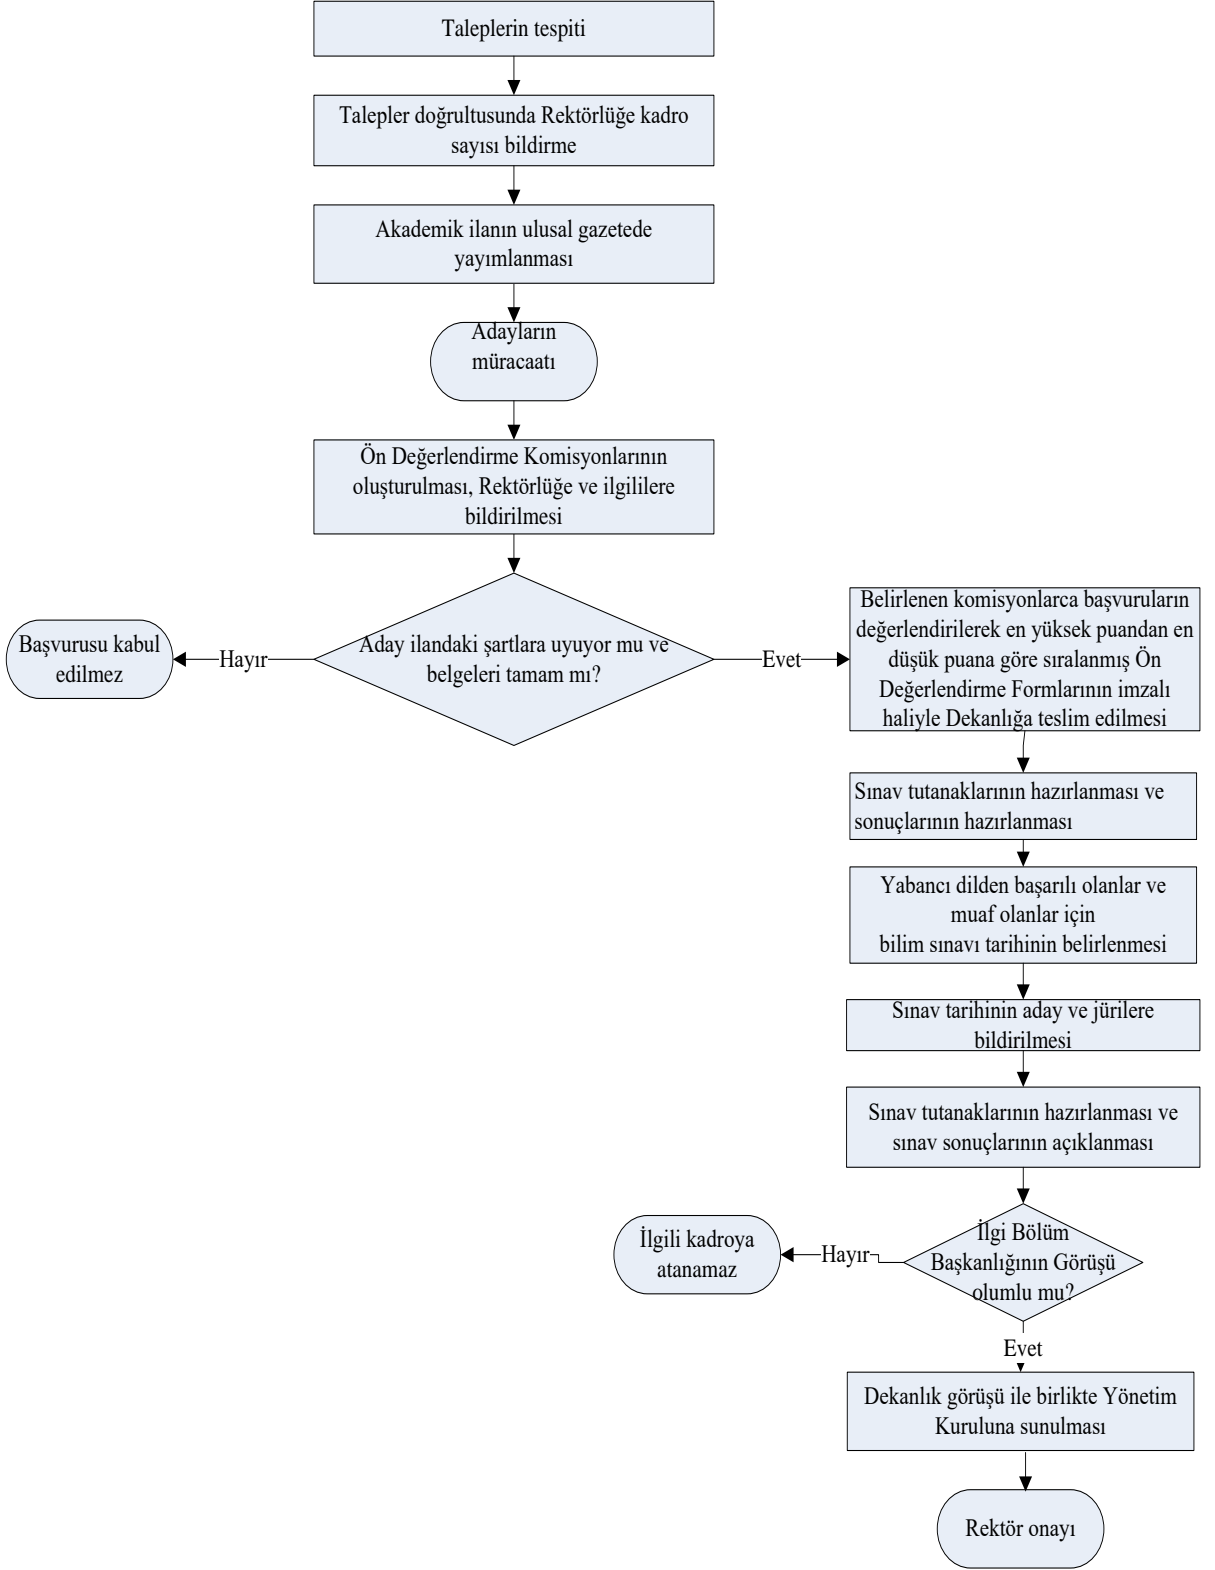 Taleplerin tespiti
Talepler doğrultusunda Rektörlüğe kadro
sayısı bildirme
Akademik ilanın ulusal gazetede
yayımlanması
Adayların
müracaatı
Ön Değerlendirme Komisyonlarının
oluşturulması, Rektörlüğe ve ilgililere
bildirilmesi
Aday ilandaki şartlara uyuyor mu ve
belgeleri tamam mı?
Hayır
Başvurusu kabul
edilmez
Evet
Belirlenen komisyonlarca başvuruların
değerlendirilerek en yüksek puandan en
düşük puana göre sıralanmış Ön
Değerlendirme Formlarının imzalı
haliyle Dekanlığa teslim edilmesi
Sınav tutanaklarının hazırlanması ve
sonuçlarının hazırlanması
Yabancı dilden başarılı olanlar ve
muaf olanlar için
bilim sınavı tarihinin belirlenmesi
Sınav tarihinin aday ve jürilere
bildirilmesi
Sınav tutanaklarının hazırlanması ve
sınav sonuçlarının açıklanması
İlgi Bölüm
Başkanlığının Görüşü
olumlu mu?
Hayır
İlgili kadroya
atanamaz
Evet
Dekanlık görüşü ile birlikte Yönetim
Kuruluna sunulması
Rektör onayı